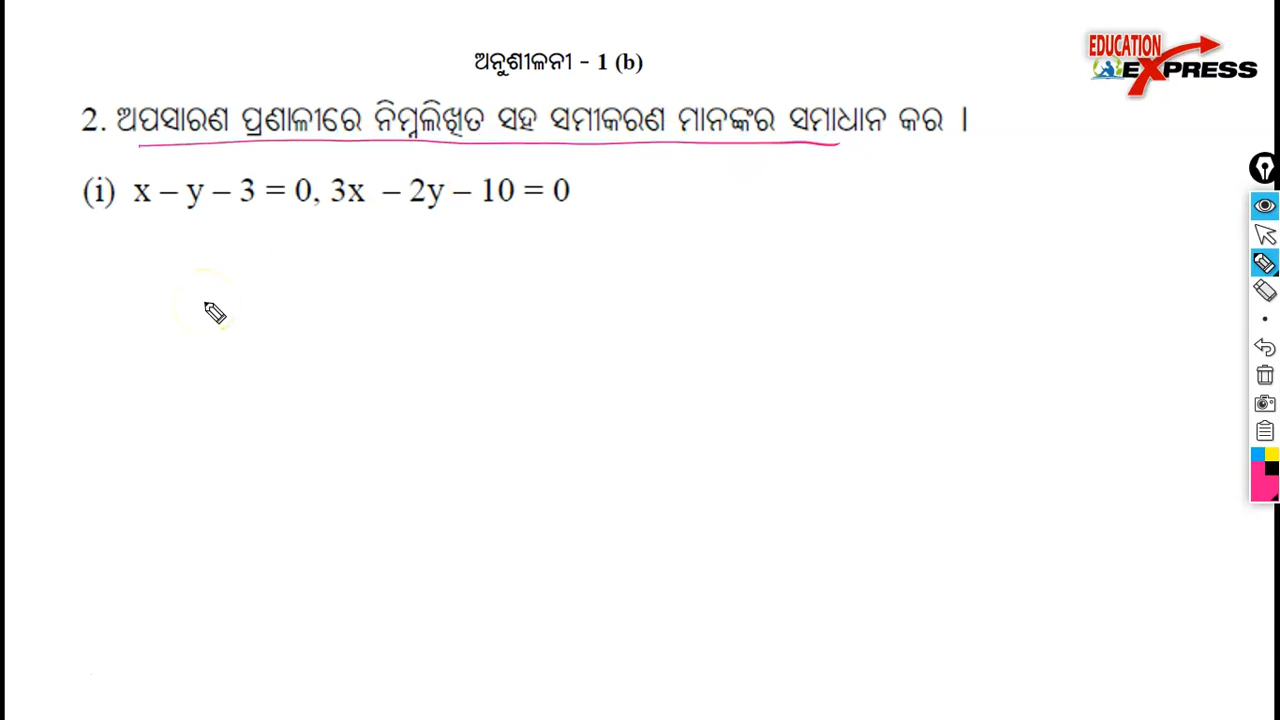 ଅନୁଶୀଳନୀ - 1 (b)
EDUCATION
EXPRESS
2. ଅପସାରଣ ପ୍ରଣାଳୀରେ ନିମ୍ନଲିଖିତ ସହ ସମୀକରଣ ମାନଙ୍କର ସମାଧାନ କର ।
(i) x – y – 3 = 0, 3x – 2y – 10 = 0